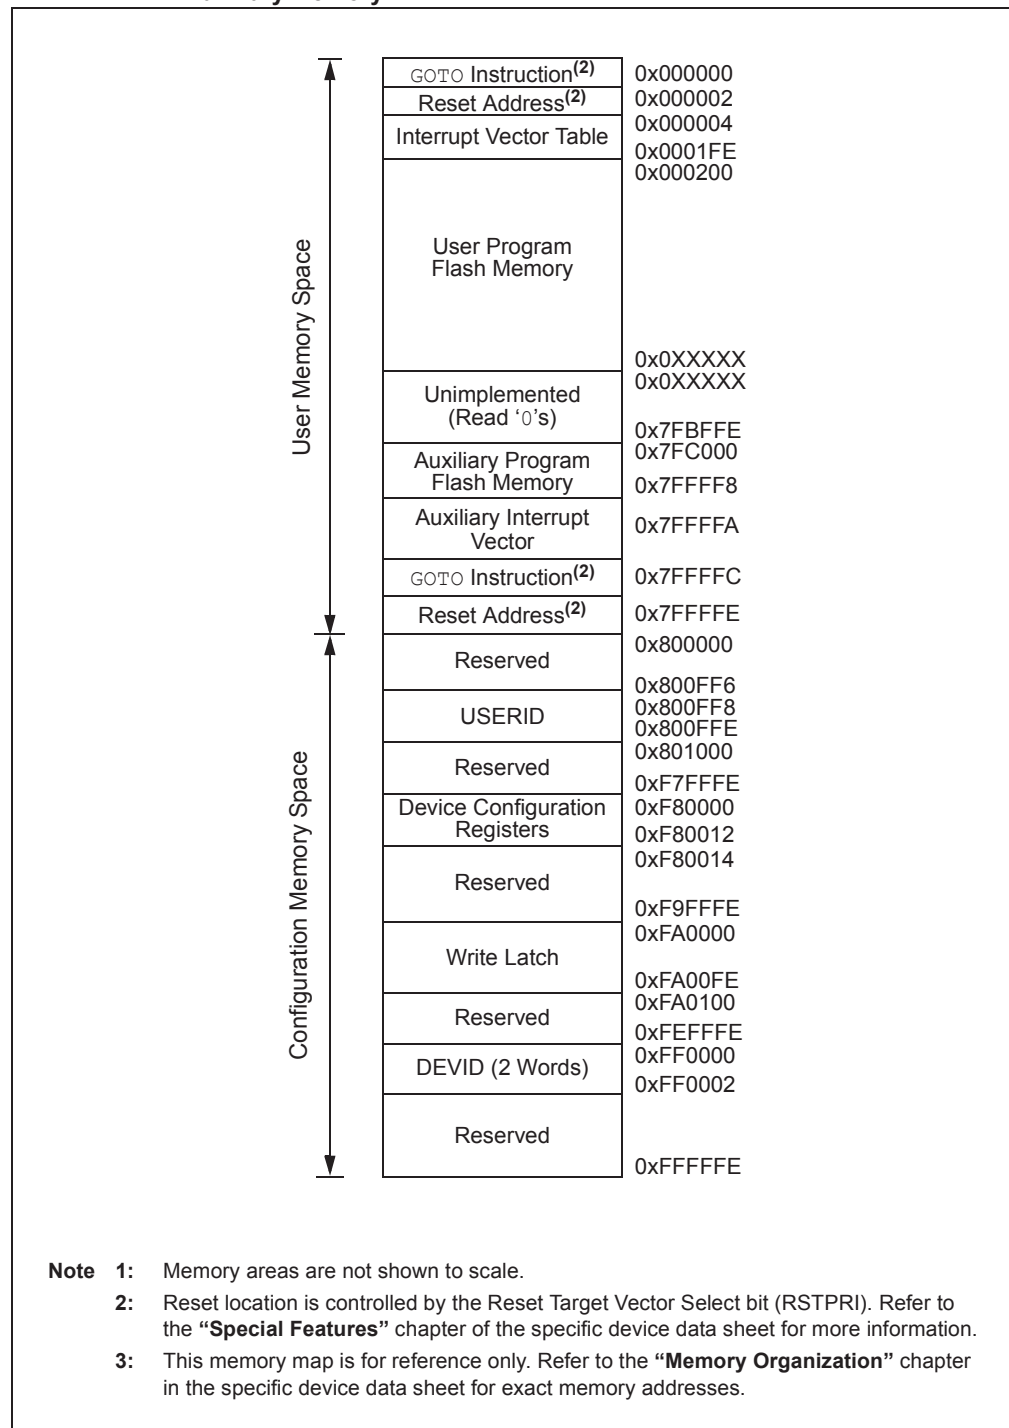 GOTO Instruction(2) 0x000000
Reset Address(2) 0x000002
Interrupt Vector Table 0x000004
0x0001FE
0x000200
User Program
Flash Memory
0x0XXXXX
0x0XXXXX
Unimplemented
(Read ‘0’s)
0x7FBFFE
0x7FC000
Auxiliary Program
Flash Memory
0x7FFFF8
Auxiliary Interrupt
Vector
0x7FFFFA
GOTO Instruction(2) 0x7FFFFC
Reset Address(2) 0x7FFFFE
User Memory Space
0x800000
Reserved
0x800FF6
0x800FF8
USERID
0x800FFE
0x801000
Reserved
0xF7FFFE
Device Configuration
Registers
0xF80000
0xF80012
0xF80014
Reserved
0xF9FFFE
0xFA0000
Write Latch
0xFA00FE
0xFA0100
Reserved
0xFEFFFE
0xFF0000
DEVID (2 Words)
0xFF0002
Reserved
0xFFFFFE
Configuration Memory Space
Note 1: Memory areas are not shown to scale.
2: Reset location is controlled by the Reset Target Vector Select bit (RSTPRI). Refer to
the “Special Features” chapter of the specific device data sheet for more information.
3: This memory map is for reference only. Refer to the “Memory Organization” chapter
in the specific device data sheet for exact memory addresses.